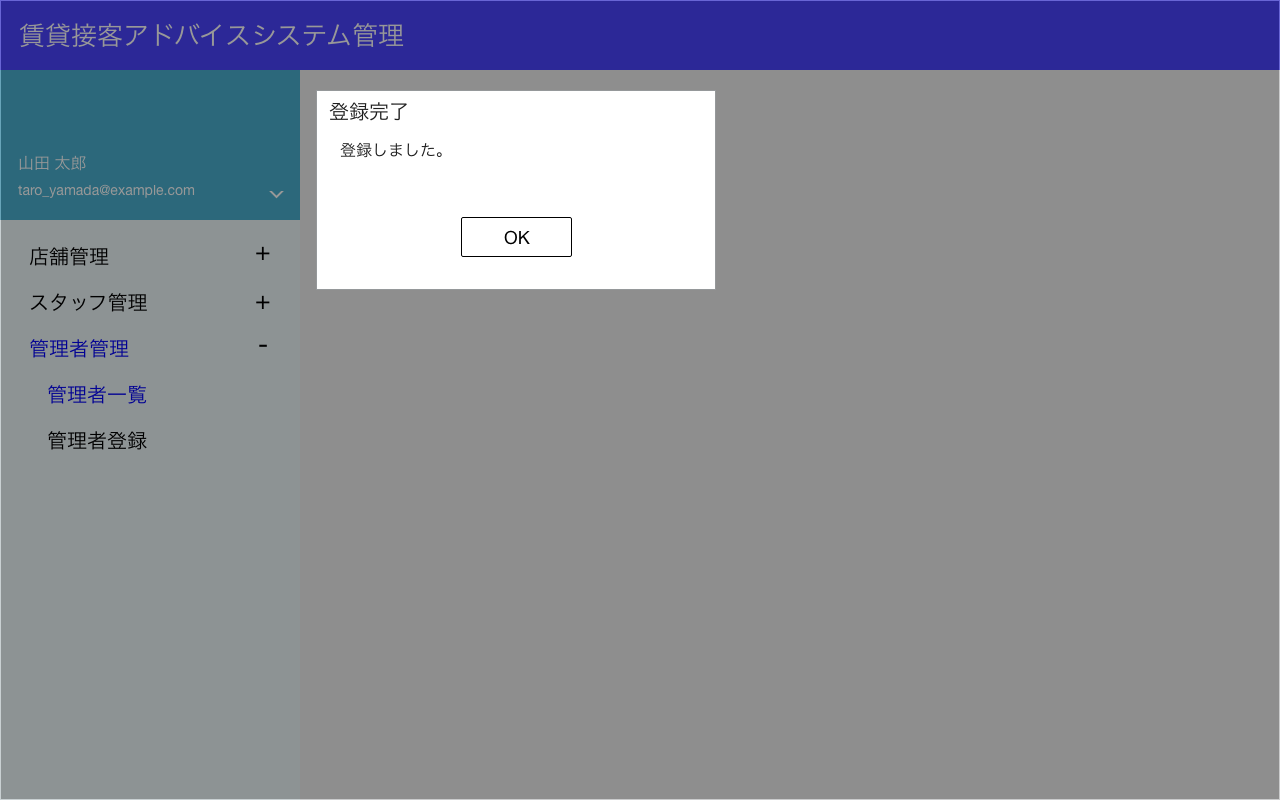 賃貸接客アドバイスシステム管理
山田 太郎
taro_yamada@example.com
店舗管理 +
スタッフ管理 +
管理者管理 -
管理者一覧
管理者登録
登録完了
登録しました。
OK